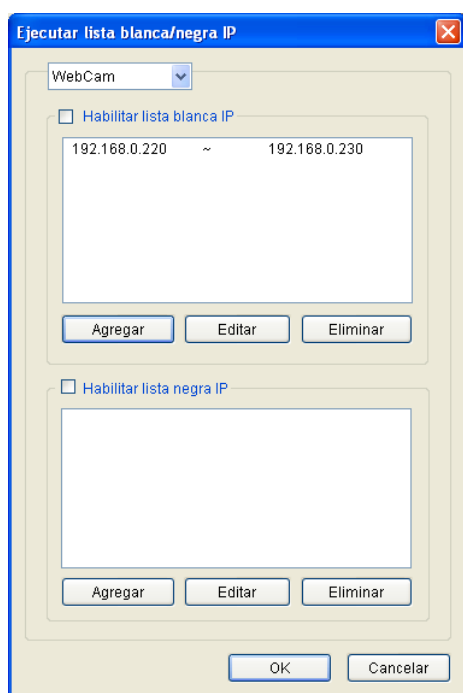 Ejecutar lista blanca/negra IP
WebCam
Habilitar lista blanca IP
192.168.0.220 ~ 192.168.0.230
Agregar Editar Eliminar
Habilitar lista negra IP
Agregar Editar Eliminar
OK Cancelar